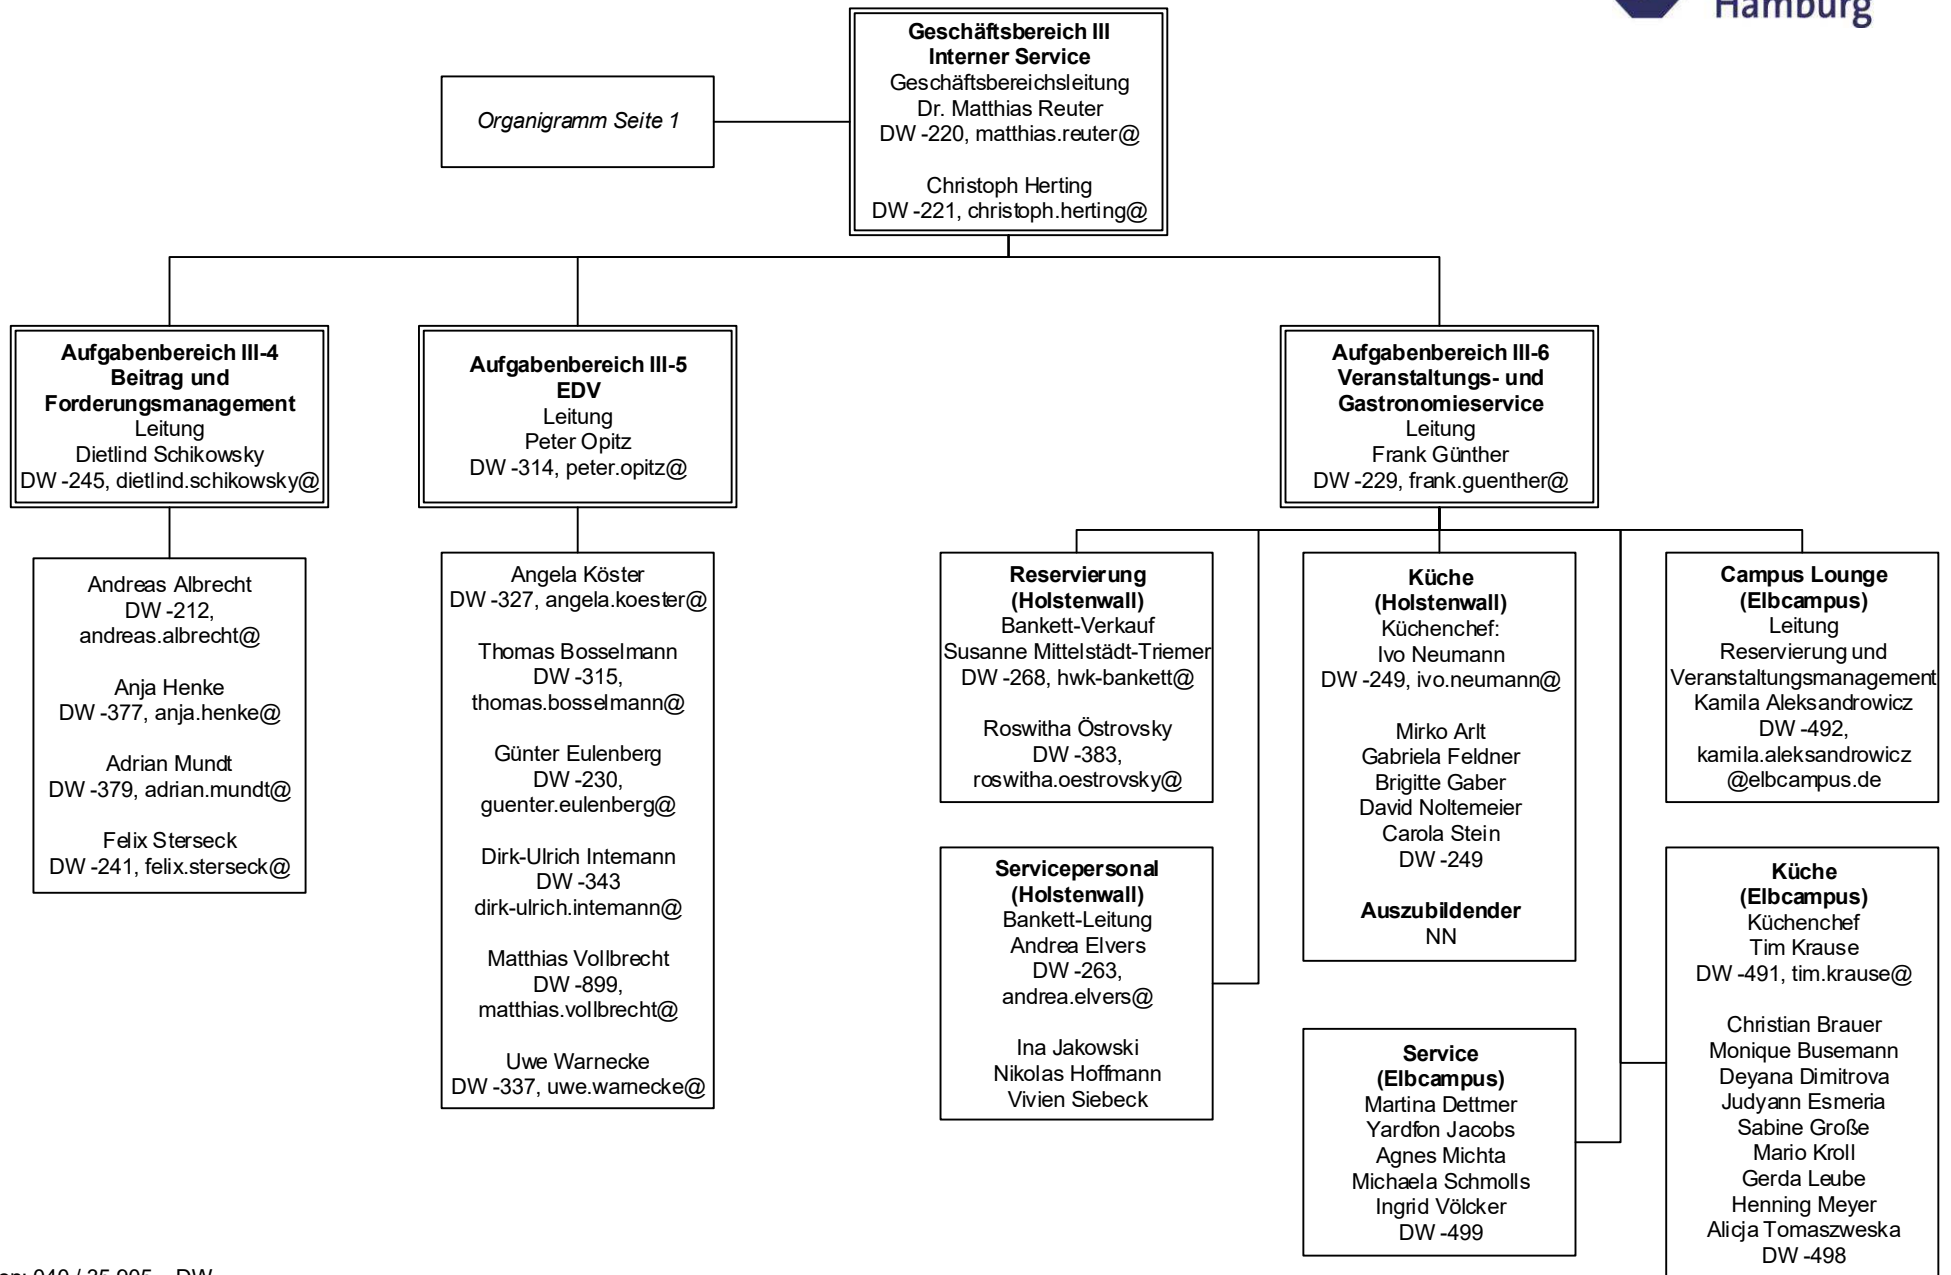 Hamburg
Geschäftsbereich III
Interner Service
Geschäftsbereichsleitung
Dr. Matthias Reuter
DW -220, matthias.reuter@
Christoph Herting
DW -221, christoph.herting@
Organigramm Seite 1
Aufgabenbereich III-4
Beitrag und
Forderungsmanagement
Leitung
Dietlind Schikowsky
DW -245, dietlind.schikowsky@
Aufgabenbereich III-5
EDV
Leitung
Peter Opitz
DW -314, peter.opitz@
Aufgabenbereich III-6
Veranstaltungs- und
Gastronomieservice
Leitung
Frank Günther
DW -229, frank.guenther@
Andreas Albrecht
DW -212,
andreas.albrecht@
Anja Henke
DW -377, anja.henke@
Adrian Mundt
DW -379, adrian.mundt@
Felix Sterseck
DW -241, felix.sterseck@
Angela Köster
DW -327, angela.koester@
Thomas Bosselmann
DW -315,
thomas.bosselmann@
Günter Eulenberg
DW -230,
guenter.eulenberg@
Dirk-Ulrich Intemann
DW -343
dirk-ulrich.intemann@
Matthias Vollbrecht
DW -899,
matthias.vollbrecht@
Uwe Warnecke
DW -337, uwe.warnecke@
Reservierung
(Holstenwall)
Bankett-Verkauf
Susanne Mittelstädt-Triemer
DW -268, hwk-bankett@
Roswitha Östrovsky
DW -383,
roswitha.oestrovsky@
Servicepersonal
(Holstenwall)
Bankett-Leitung
Andrea Elvers
DW -263,
andrea.elvers@
Ina Jakowski
Nikolas Hoffmann
Vivien Siebeck
Küche
(Holstenwall)
Küchenchef:
Ivo Neumann
DW -249, ivo.neumann@
Mirko Arlt
Gabriela Feldner
Brigitte Gaber
David Noltemeier
Carola Stein
DW -249
Auszubildender
NN
Service
(Elbcampus)
Martina Dettmer
Yardfon Jacobs
Agnes Michta
Michaela Schmolls
Ingrid Völcker
DW -499
Campus Lounge
(Elbcampus)
Leitung
Reservierung und
Veranstaltungsmanagement
Kamila Aleksandrowicz
DW -492,
kamila.aleksandrowicz
@elbcampus.de
Küche
(Elbcampus)
Küchenchef
Tim Krause
DW -491, tim.krause@
Christian Brauer
Monique Busemann
Deyana Dimitrova
Judyann Esmeria
Sabine Große
Mario Kroll
Gerda Leube
Henning Meyer
Alicja Tomaszweska
DW -498